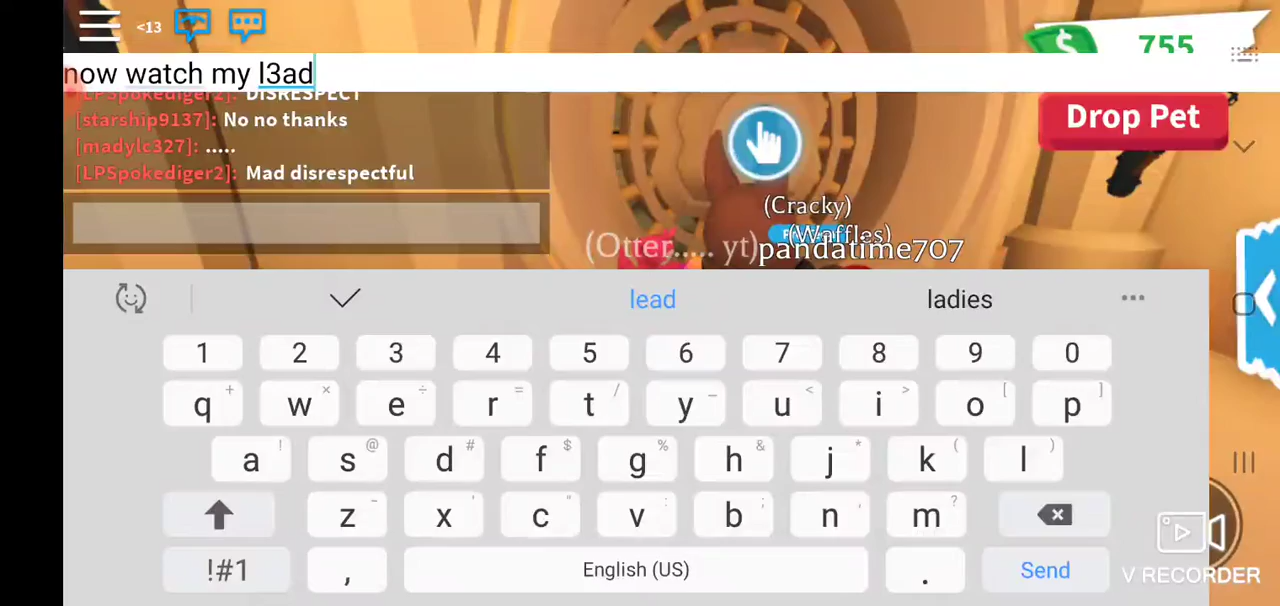 <13
755
now watch my l3ad
[LPSpokediger2]: DISRESPECT
[starship9137]: No no thanks
[madylc327]: .....
[LPSpokediger2]: Mad disrespectful
Drop Pet
(Cracky)
(Waffles)
(Otter..... yt)
pandatime707
lead
ladies
1 2 3 4 5 6 7 8 9 0
q + w × e ÷ r = t / y _ u < i > o [ p ]
a ! s @ d # f $ g % h & j * k ( l )
z - x ' c " v : b ; n , m ?
!#1 , English (US) . Send
V RECORDER